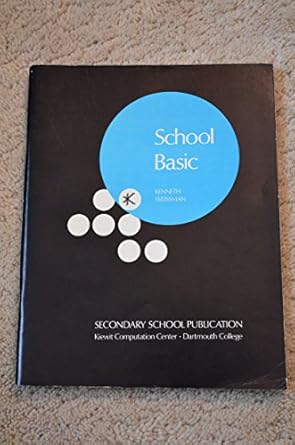 School
Basic
KENNETH
WEISSMAN
K
SECONDARY SCHOOL PUBLICATION
Kiewit Computation Center - Dartmouth College